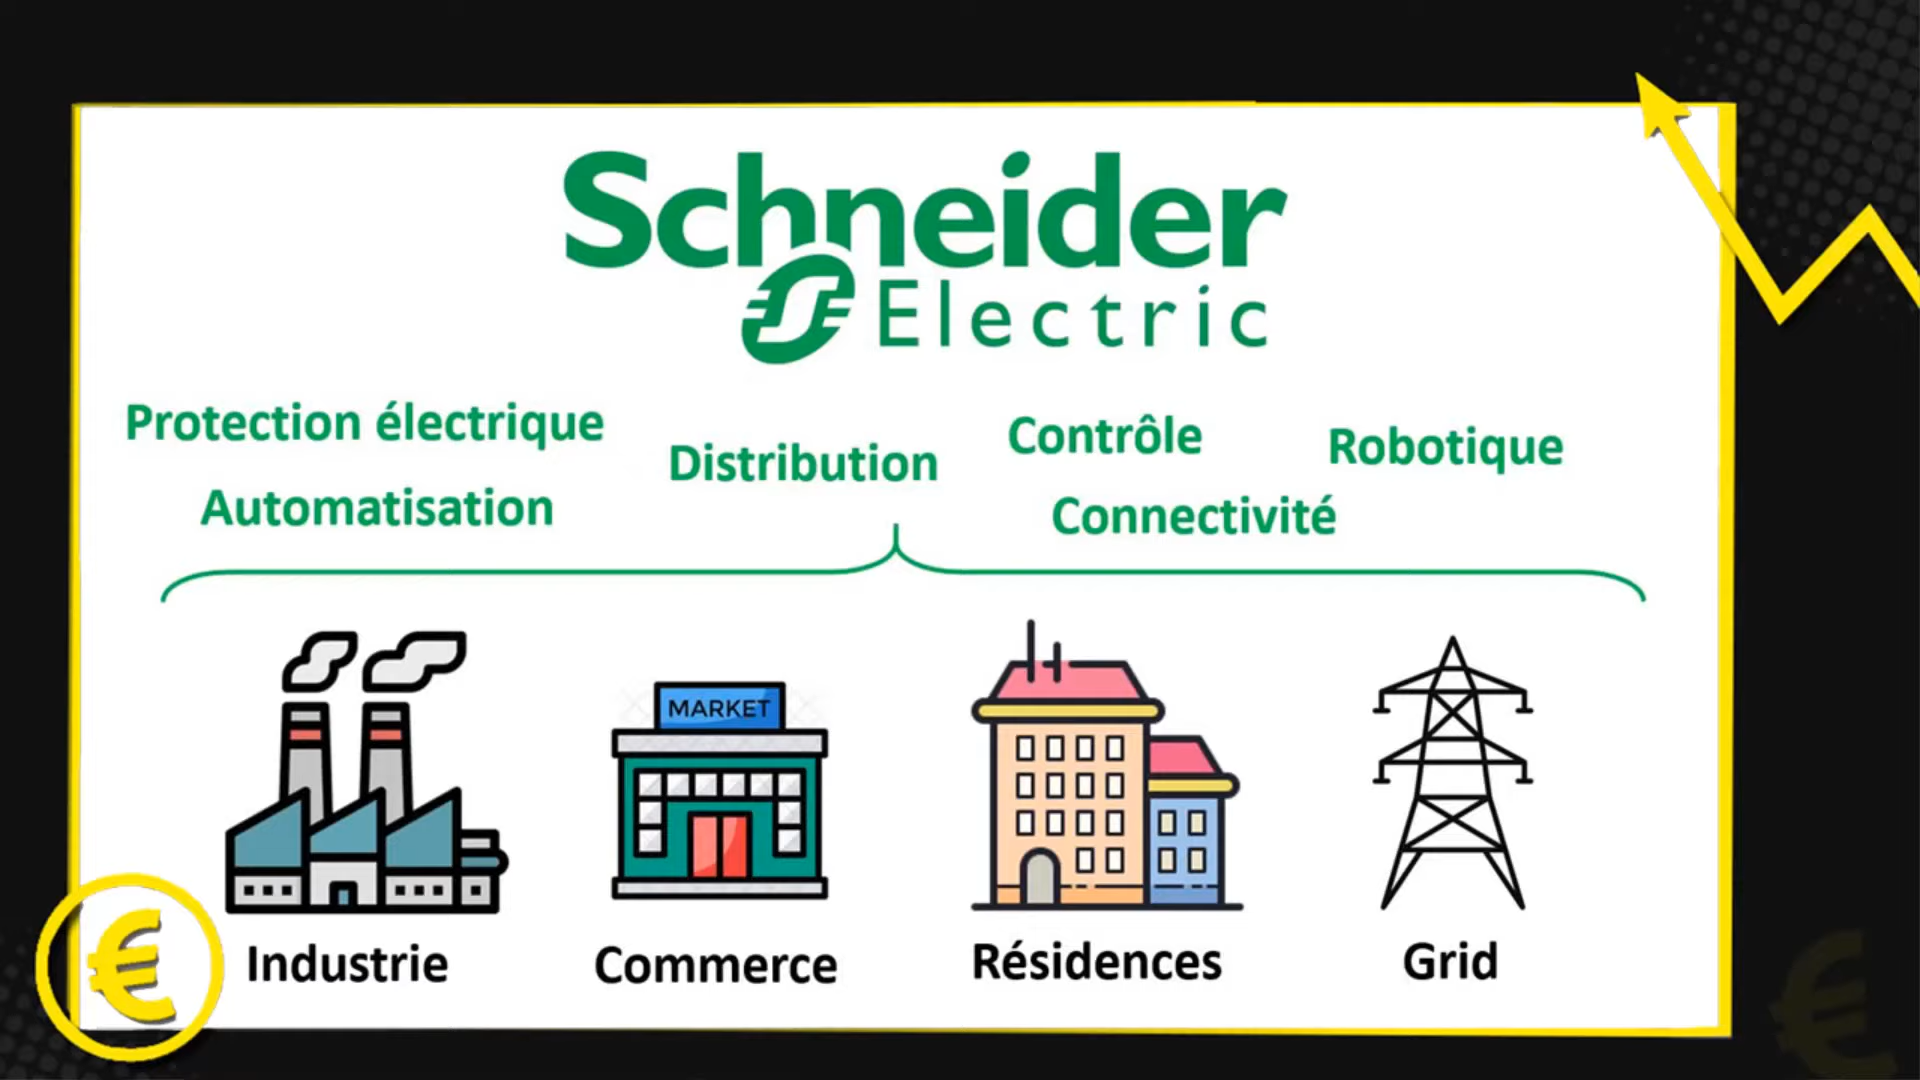 Schneider
Electric
Protection électrique
Distribution
Contrôle
Robotique
Automatisation
Connectivité
MARKET
Industrie
Commerce
Résidences
Grid
€
€